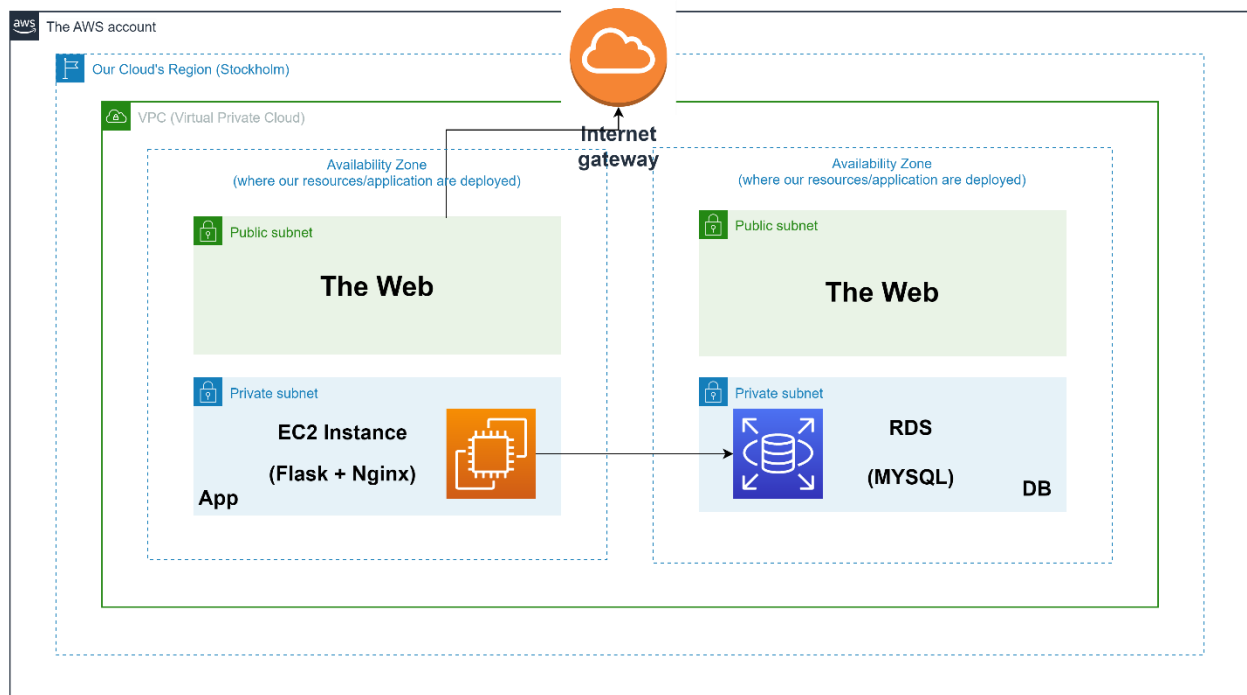 aws
The AWS account
Our Cloud's Region (Stockholm)
VPC (Virtual Private Cloud)
Internet
gateway
Availability Zone
(where our resources/application are deployed)
Public subnet
The Web
Private subnet
EC2 Instance
(Flask + Nginx)
App
Availability Zone
(where our resources/application are deployed)
Public subnet
The Web
Private subnet
RDS
(MYSQL)
DB